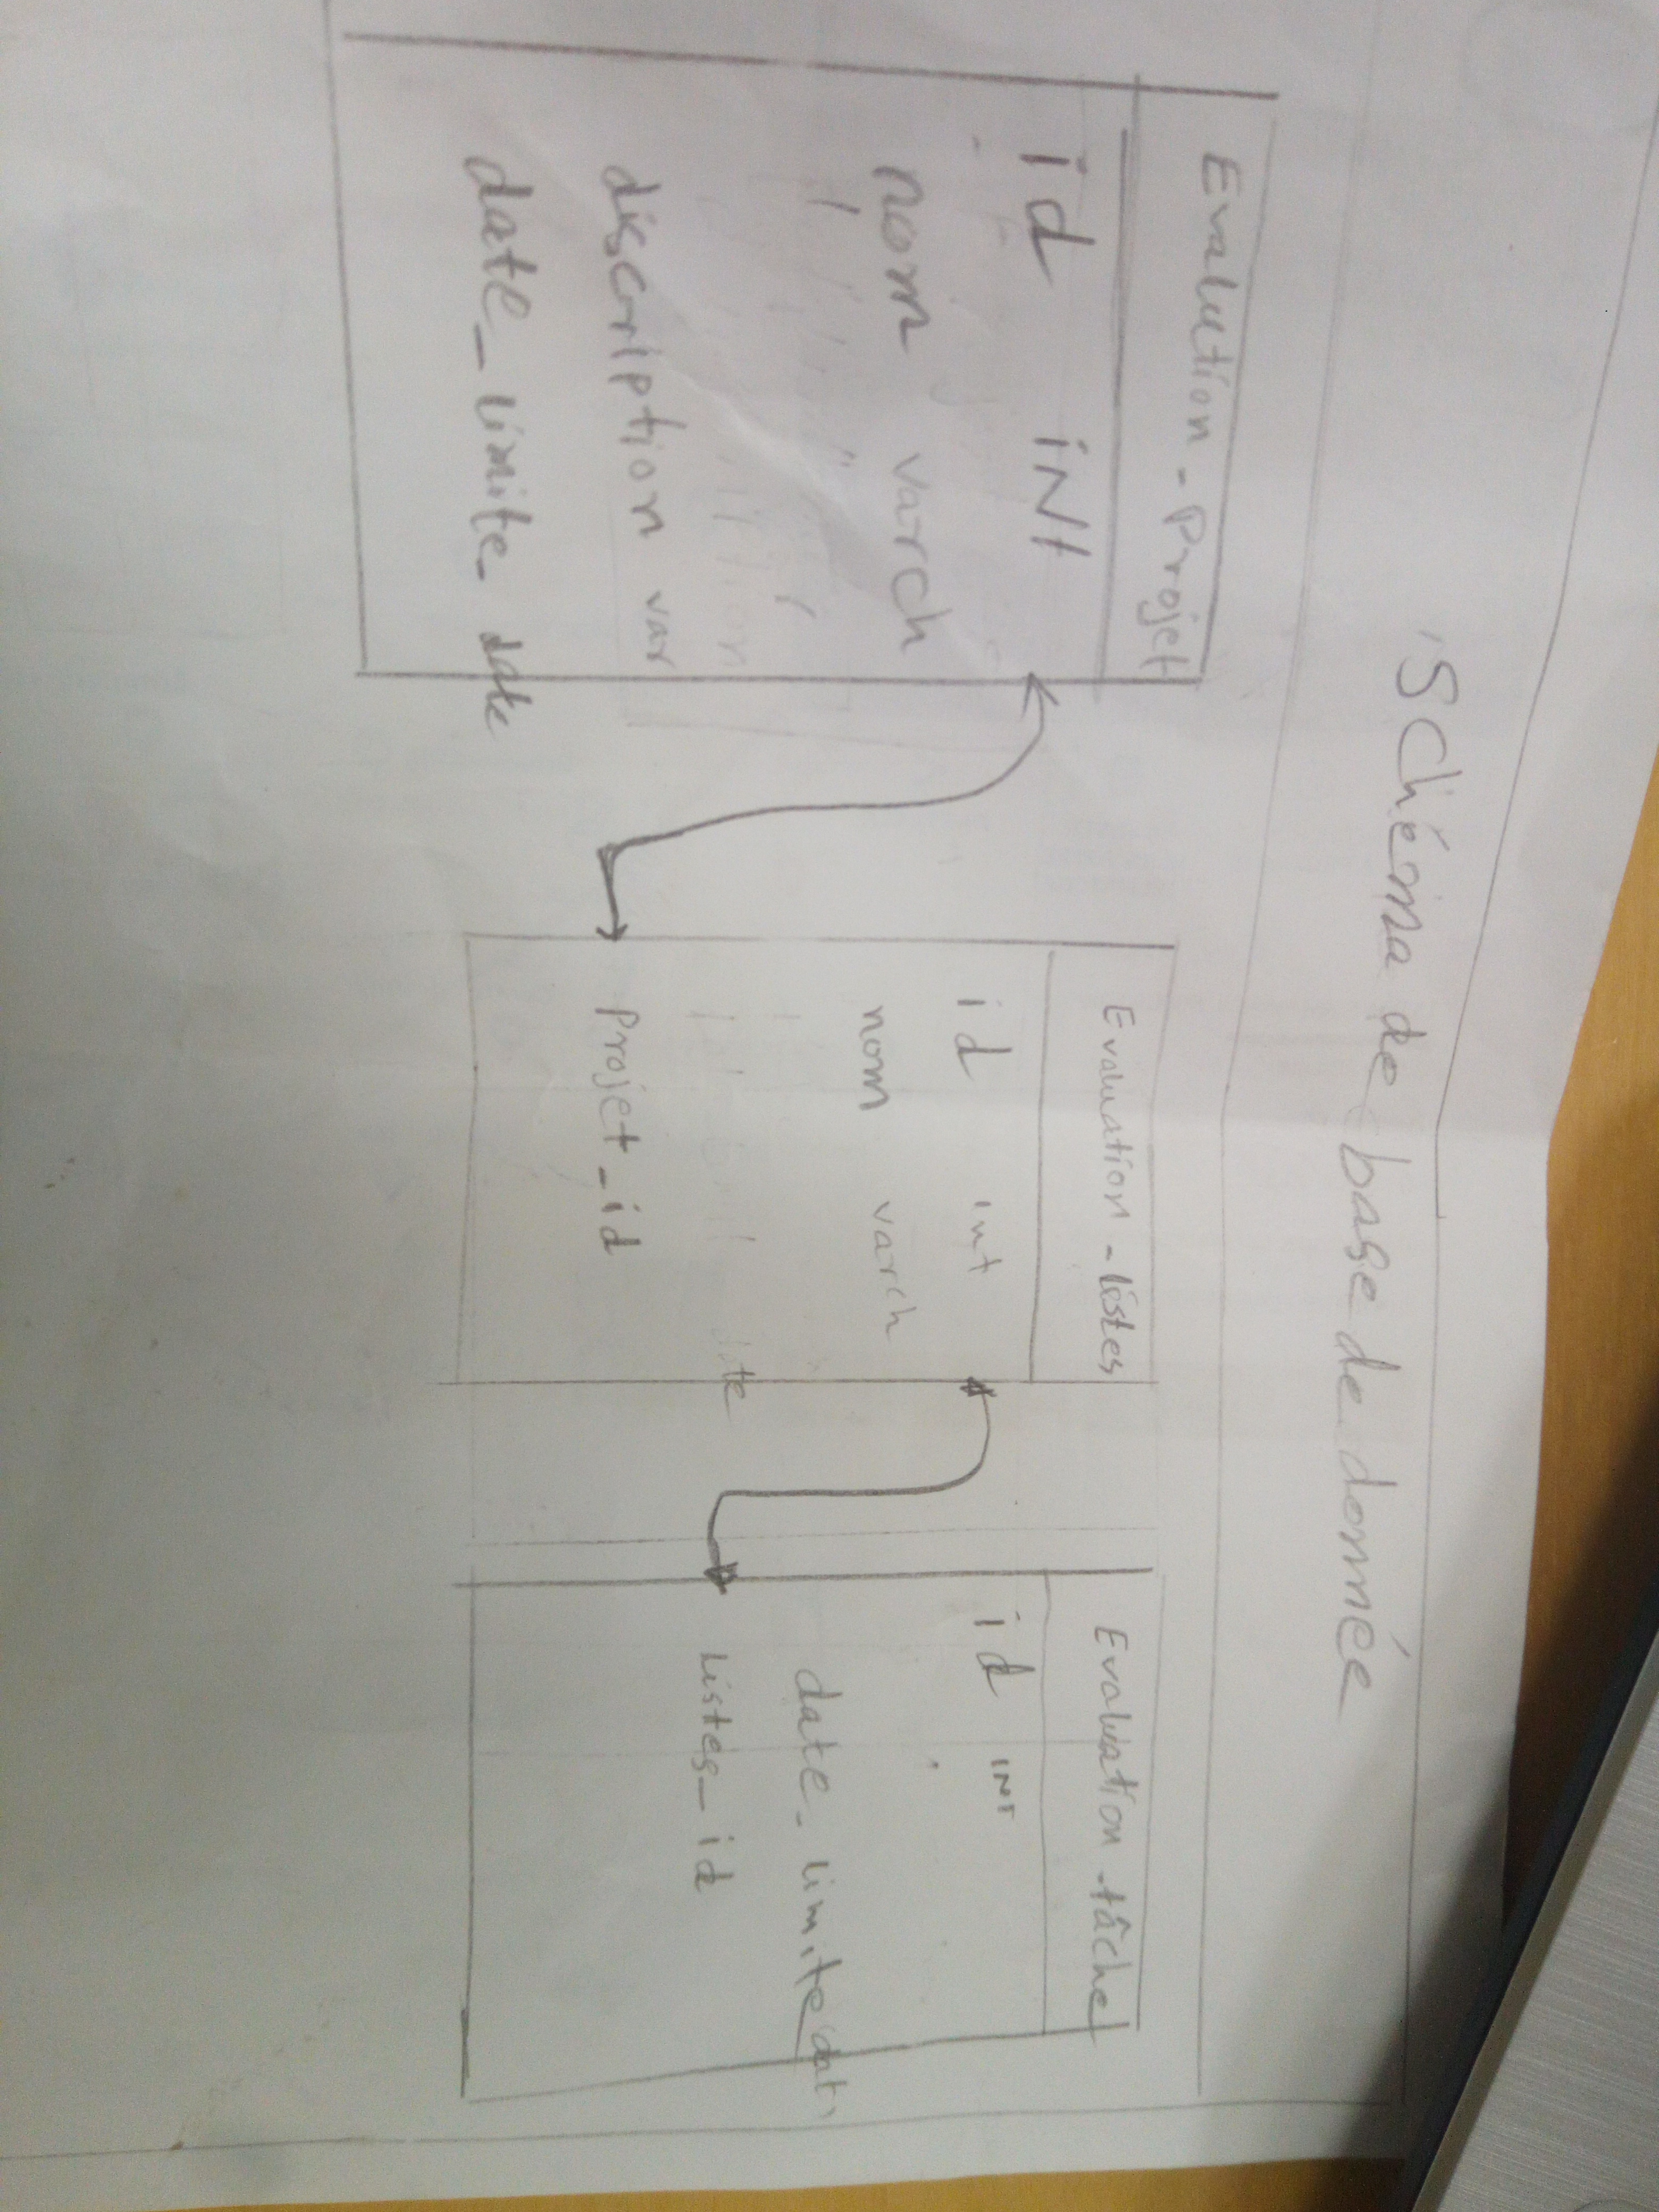 Schéma de base de donnée
Evalution - Projet
id INT
nom varch
discription var
date_limite_ date
Evaluation - listes
id int
nom varch
Projet_id
Evaluation - tâche
id INT
date_limite dat
Listes_id